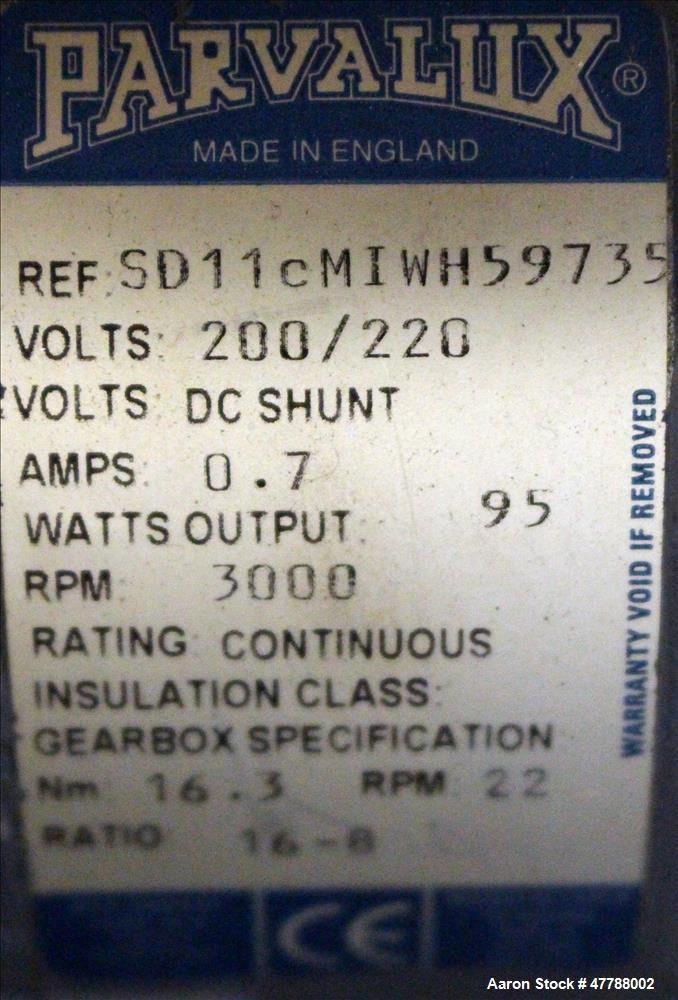 PARVALUX ®
MADE IN ENGLAND
REF: SD11cMIWH59735
VOLTS: 200/220
VOLTS: DC SHUNT
AMPS: 0.7
WATTS OUTPUT: 95
RPM: 3000
RATING: CONTINUOUS
INSULATION CLASS:
GEARBOX SPECIFICATION
Nm 16.3 RPM 22
RATIO 16-8
WARRANTY VOID IF REMOVED
CE
Aaron Stock # 47788002